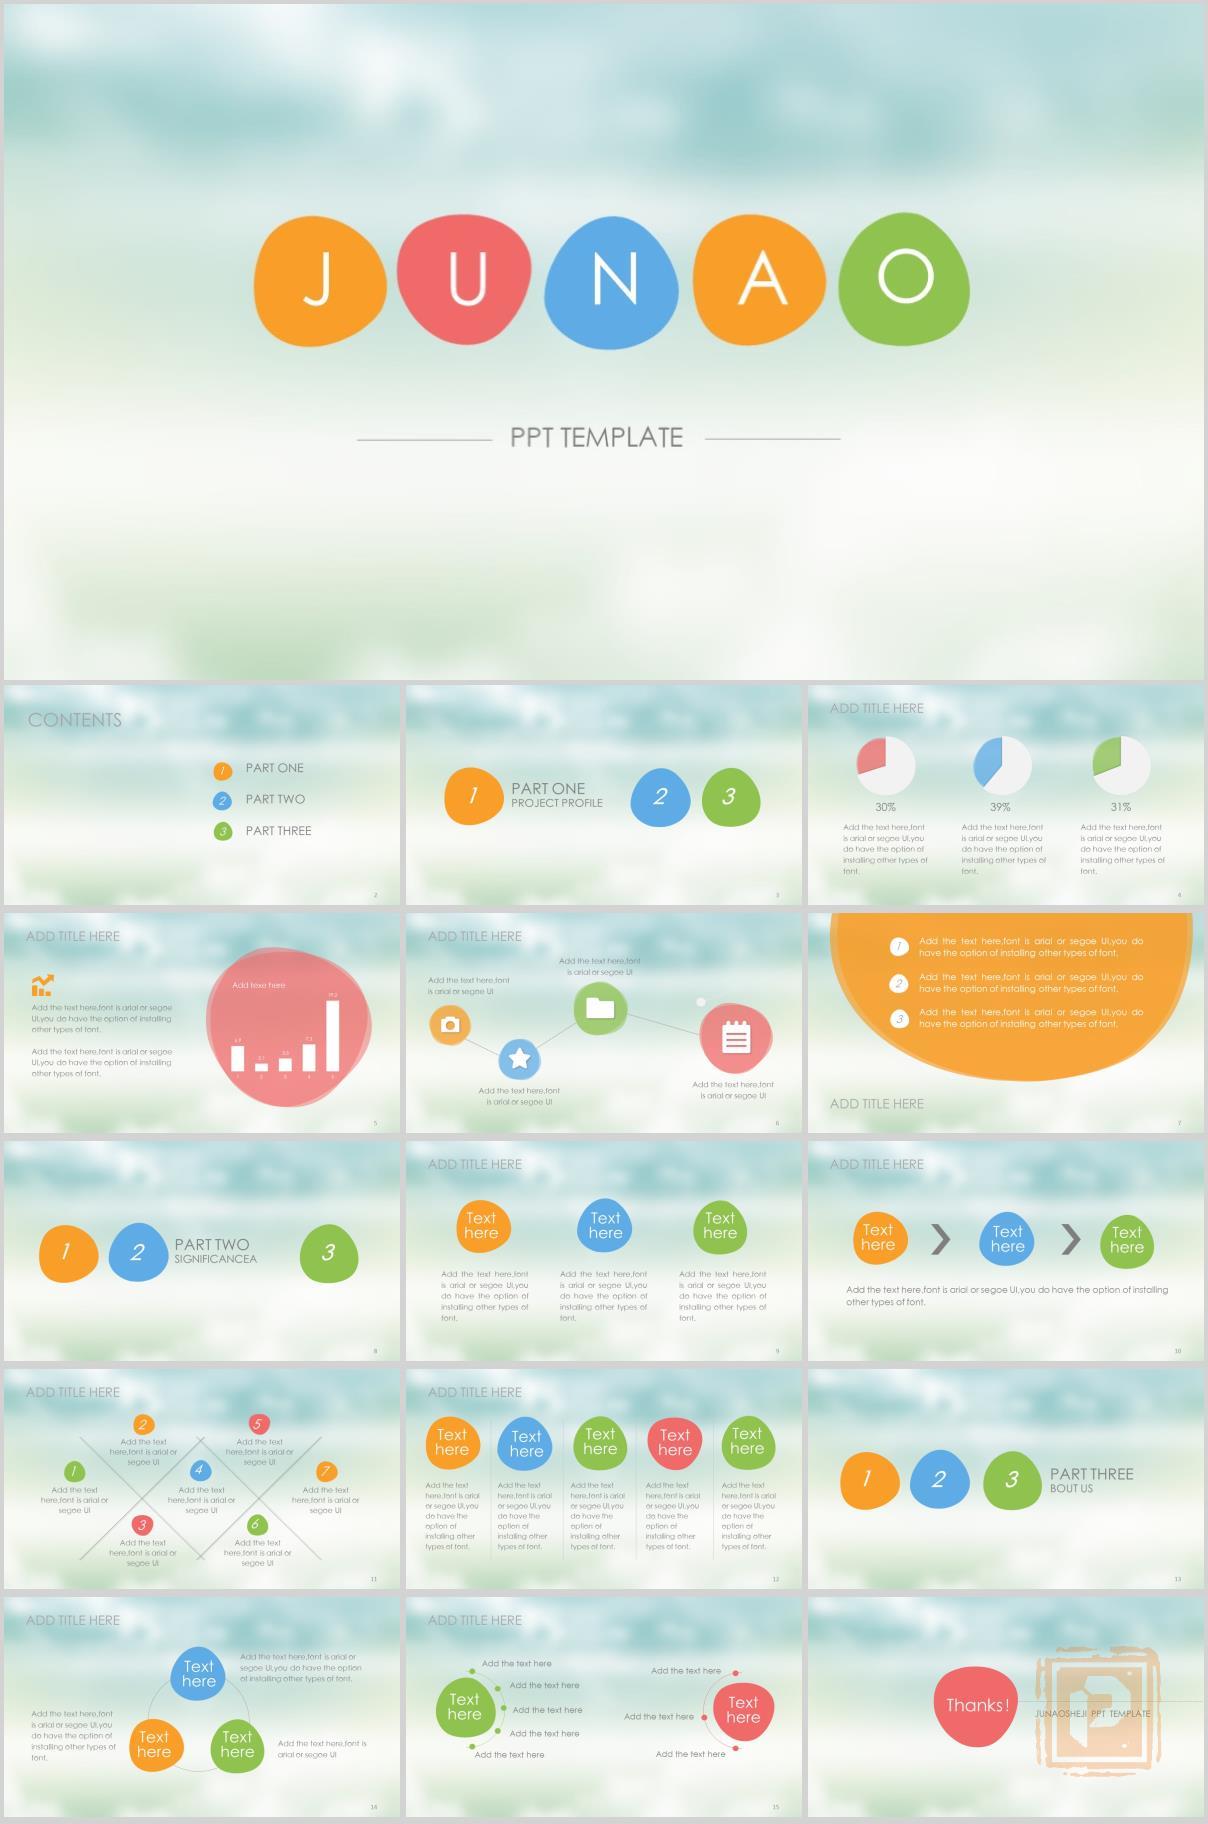 J U N A O
PPT TEMPLATE
CONTENTS
1 PART ONE
2 PART TWO
3 PART THREE
2
1
PART ONE
PROJECT PROFILE
2
3
3
ADD TITLE HERE
30%
39%
31%
Add the text here,font
is arial or segoe UI,you
do have the option of
installing other types of
font.
Add the text here,font
is arial or segoe UI,you
do have the option of
installing other types of
font.
Add the text here,font
is arial or segoe UI,you
do have the option of
installing other types of
font.
4
ADD TITLE HERE
Add the text here,font is arial or segoe
UI,you do have the option of installing
other types of font.
Add the text here,font is arial or segoe
UI,you do have the option of installing
other types of font.
Add texe here
1
2
3
4
5
5
ADD TITLE HERE
Add the text here,font
is arial or segoe UI
Add the text here,font
is arial or segoe UI
Add the text here,font
is arial or segoe UI
Add the text here,font
is arial or segoe UI
6
1
Add the text here,font is arial or segoe UI,you do
have the option of installing other types of font.
2
Add the text here,font is arial or segoe UI,you do
have the option of installing other types of font.
3
Add the text here,font is arial or segoe UI,you do
have the option of installing other types of font.
ADD TITLE HERE
7
1
2
PART TWO
SIGNIFICANCEA
3
8
ADD TITLE HERE
Text
here
Text
here
Text
here
Add the text here,font
is arial or segoe UI,you
do have the option of
installing other types of
font.
Add the text here,font
is arial or segoe UI,you
do have the option of
installing other types of
font.
Add the text here,font
is arial or segoe UI,you
do have the option of
installing other types of
font.
9
ADD TITLE HERE
Text
here
Text
here
Text
here
Add the text here,font is arial or segoe UI,you do have the option of installing
other types of font.
10
ADD TITLE HERE
2
Add the text
here,font is arial or
segoe UI
5
Add the text
here,font is arial or
segoe UI
1
Add the text
here,font is arial or
segoe UI
4
Add the text
here,font is arial or
segoe UI
7
Add the text
here,font is arial or
segoe UI
3
Add the text
here,font is arial or
segoe UI
6
Add the text
here,font is arial or
segoe UI
11
ADD TITLE HERE
Text
here
Text
here
Text
here
Text
here
Text
here
Add the text
here,font is arial
or segoe UI,you
do have the
option of
installing other
types of font.
Add the text
here,font is arial
or segoe UI,you
do have the
option of
installing other
types of font.
Add the text
here,font is arial
or segoe UI,you
do have the
option of
installing other
types of font.
Add the text
here,font is arial
or segoe UI,you
do have the
option of
installing other
types of font.
Add the text
here,font is arial
or segoe UI,you
do have the
option of
installing other
types of font.
12
1
2
3
PART THREE
BOUT US
13
ADD TITLE HERE
Text
here
Add the text here,font is arial or
segoe UI,you do have the option
of installing other types of font.
Add the text here,font
is arial or segoe UI,you
do have the option of
installing other types of
font.
Text
here
Text
here
Add the text here,font is
arial or segoe UI
14
ADD TITLE HERE
Text
here
Add the text here
Add the text here
Add the text here
Add the text here
Add the text here
Add the text here
Add the text here
Add the text here
Text
here
15
Thanks!
JUNAOSHEJI PPT TEMPLATE